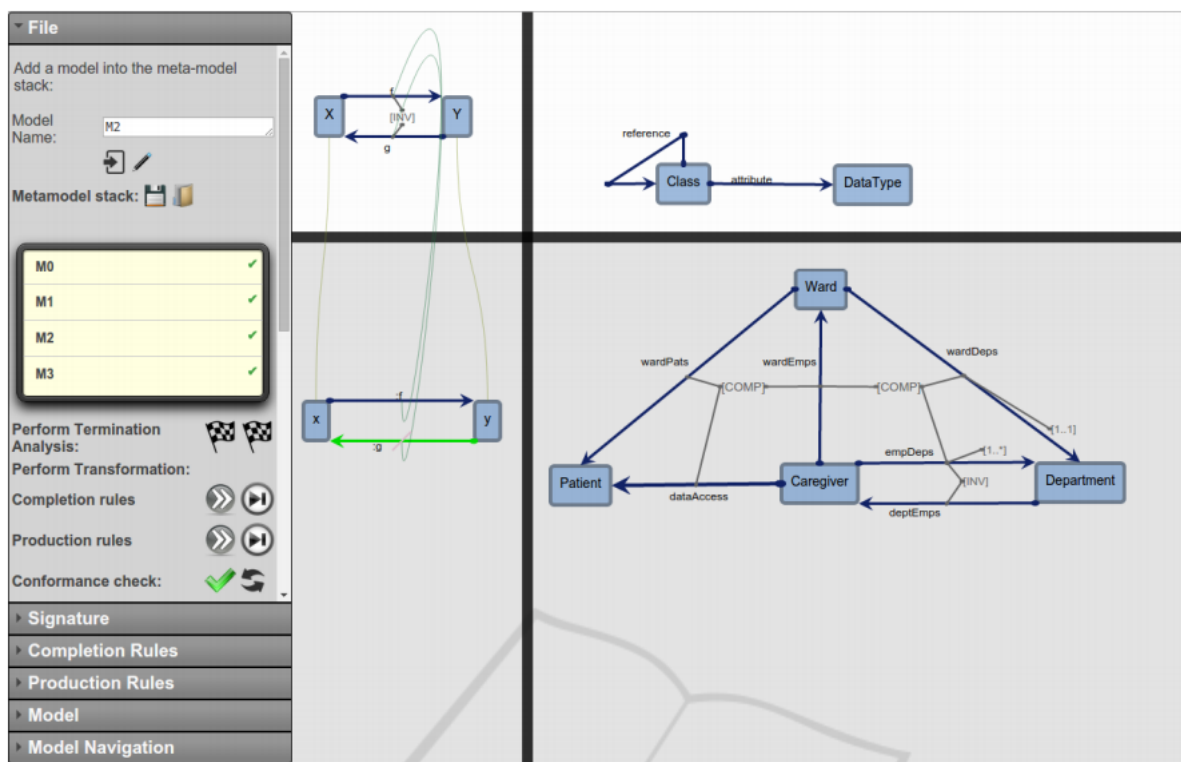 File
Add a model into the meta-model
stack:
Model
Name:
M2
Metamodel stack:
M0
M1
M2
M3
Perform Termination
Analysis:
Perform Transformation:
Completion rules
Production rules
Conformance check:
Signature
Completion Rules
Production Rules
Model
Model Navigation
f
X
[INV]
Y
g
:f
x
y
:g
reference
Class
attribute
DataType
Ward
wardPats
wardEmps
wardDeps
[COMP]
[COMP]
[1..1]
empDeps
[1..*]
Patient
Caregiver
[INV]
Department
dataAccess
deptEmps